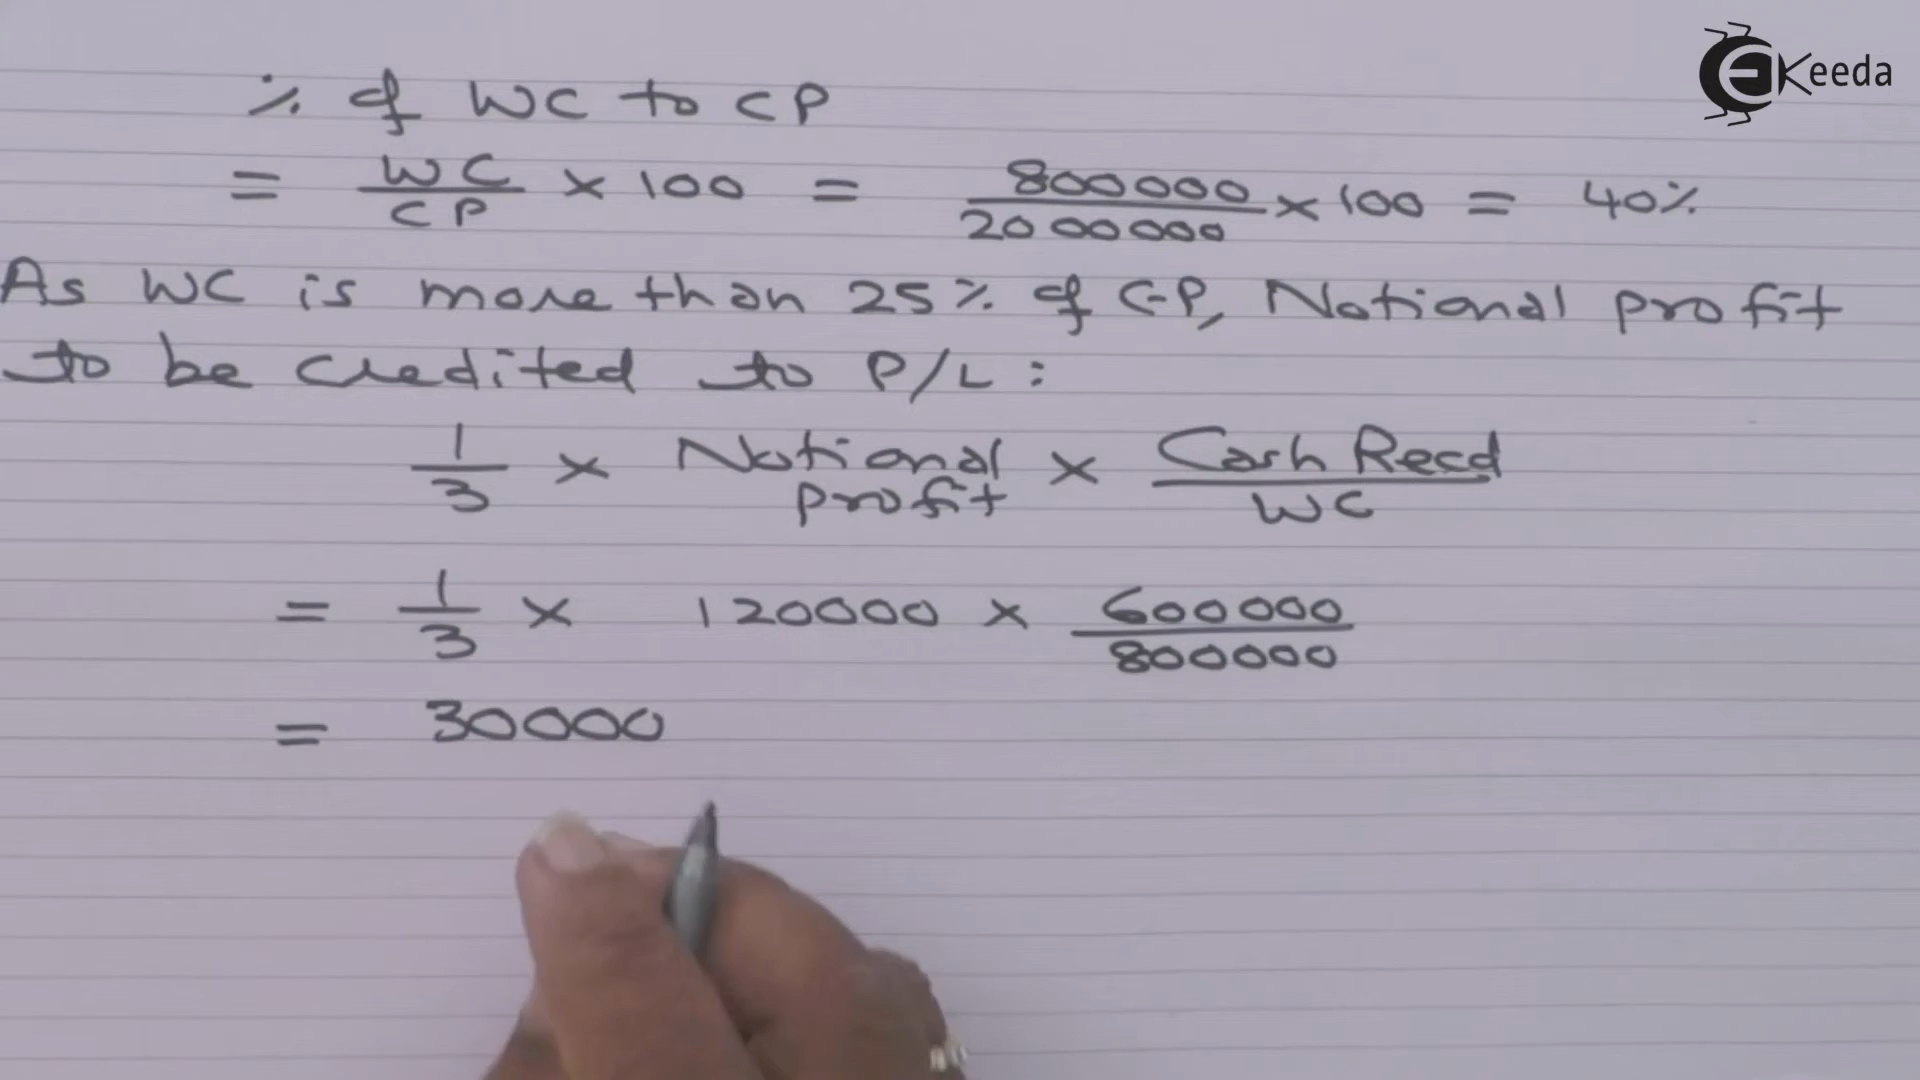 Keeda
% of WC to CP
= WC/CP × 100 = 800000/2000000 × 100 = 40%
As WC is more than 25% of CP, Notional profit
to be credited to P/L:
1/3 × Notional profit × Cash Recd/WC
= 1/3 × 120000 × 600000/800000
= 30000